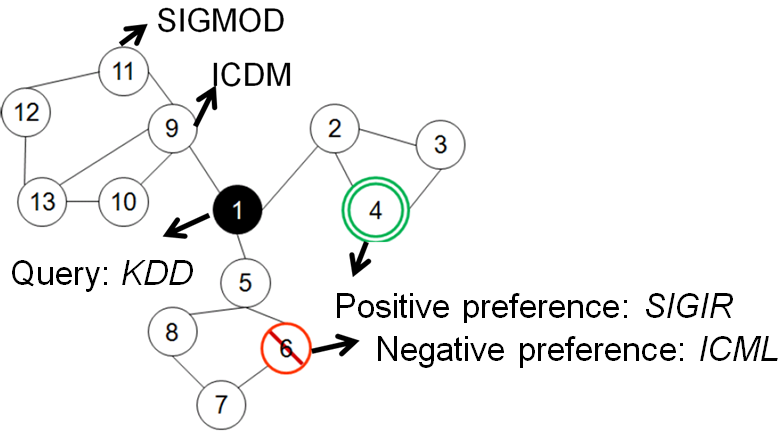 SIGMOD
11
ICDM
12
9
2
3
13
10
1
4
Query: KDD
5
Positive preference: SIGIR
8
6
Negative preference: ICML
7